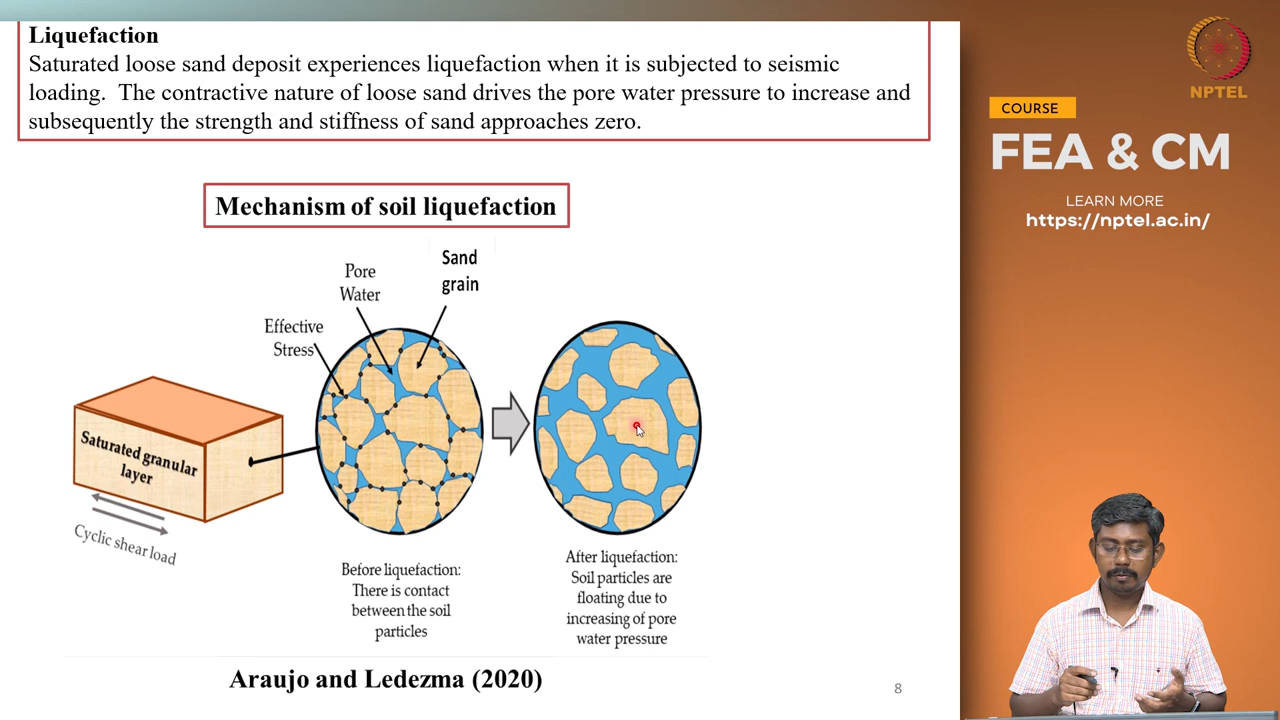 Liquefaction
Saturated loose sand deposit experiences liquefaction when it is subjected to seismic
loading. The contractive nature of loose sand drives the pore water pressure to increase and
subsequently the strength and stiffness of sand approaches zero.
Mechanism of soil liquefaction
Sand
grain
Pore
Water
Effective
Stress
Saturated granular
layer
Cyclic shear load
Before liquefaction:
There is contact
between the soil
particles
After liquefaction:
Soil particles are
floating due to
increasing of pore
water pressure
Araujo and Ledezma (2020)
8
NPTEL
COURSE
FEA & CM
LEARN MORE
https://nptel.ac.in/